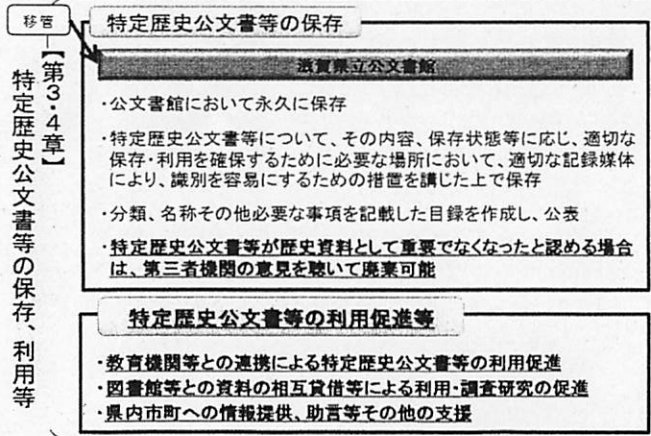 移管
【第3・4章】
特定歴史公文書等の保存、利用等
特定歴史公文書等の保存
滋賀県立公文書館
・公文書館において永久に保存
・特定歴史公文書等について、その内容、保存状態等に応じ、適切な
保存・利用を確保するために必要な場所において、適切な記録媒体
により、識別を容易にするための措置を講じた上で保存
・分類、名称その他必要な事項を記載した目録を作成し、公表
・特定歴史公文書等が歴史資料として重要でなくなったと認める場合
は、第三者機関の意見を聴いて廃棄可能
特定歴史公文書等の利用促進等
・教育機関等との連携による特定歴史公文書等の利用促進
・図書館等との資料の相互貸借等による利用・調査研究の促進
・県内市町への情報提供、助言等その他の支援